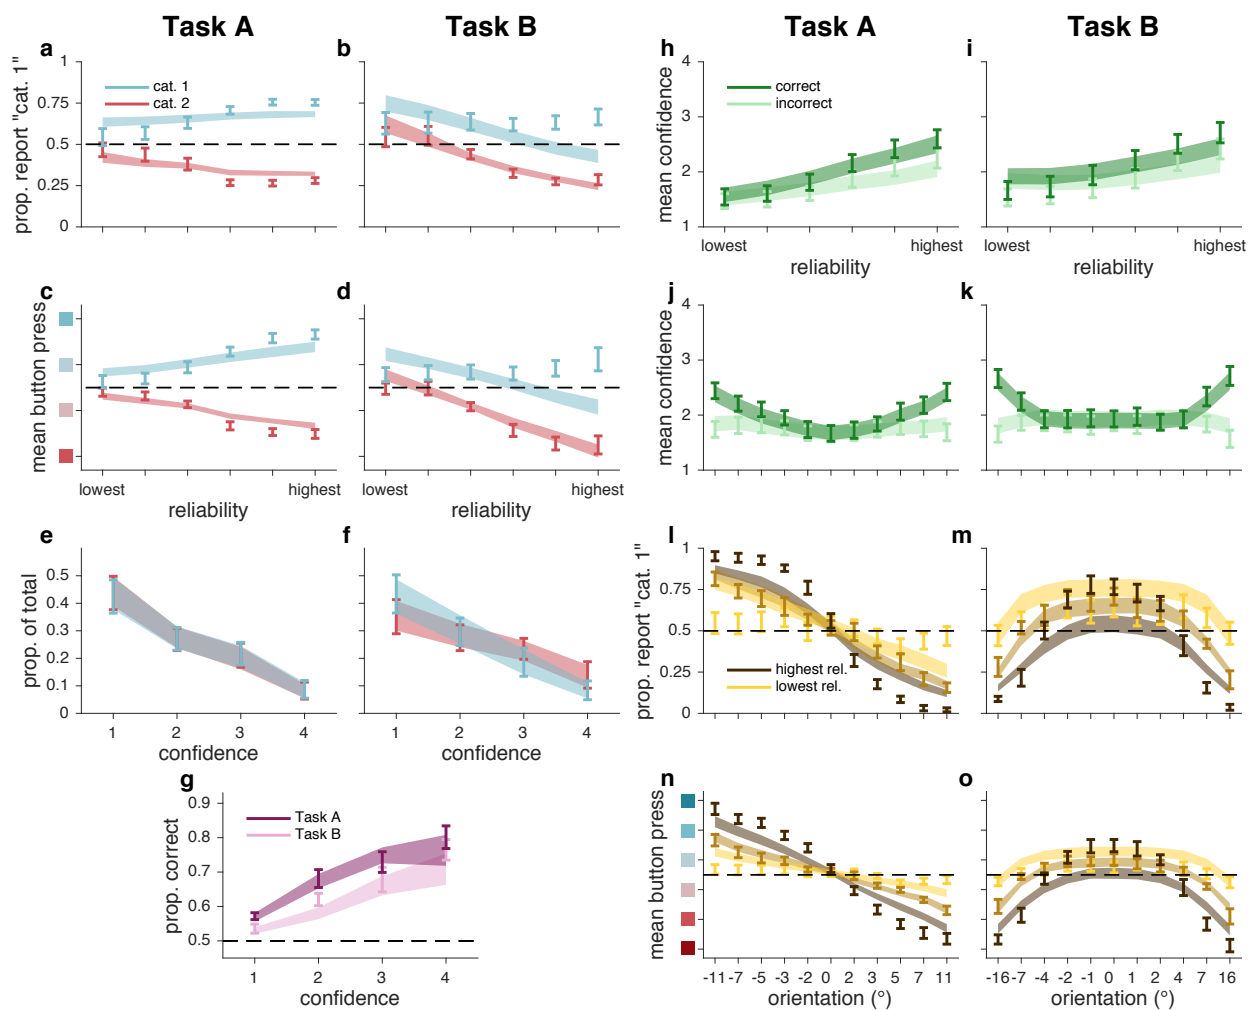 Task A
Task B
Task A
Task B
a
b
h
i
prop. report "cat. 1"
1
0.75
0.5
0.25
0
cat. 1
cat. 2
mean confidence
4
3
2
1
correct
incorrect
lowest
highest
lowest
highest
reliability
reliability
c
d
j
k
mean button press
lowest
highest
lowest
highest
reliability
reliability
mean confidence
4
3
2
1
e
f
l
m
prop. of total
0.5
0.4
0.3
0.2
0.1
0
1
2
3
4
1
2
3
4
confidence
confidence
prop. report "cat. 1"
1
0.75
0.5
0.25
0
highest rel.
lowest rel.
g
n
o
prop. correct
0.9
0.8
0.7
0.6
0.5
Task A
Task B
1
2
3
4
confidence
mean button press
-11 -7 -5 -3 -2 0 2 3 5 7 11
orientation (°)
-16 -7 -4 -2 -1 0 1 2 4 7 16
orientation (°)